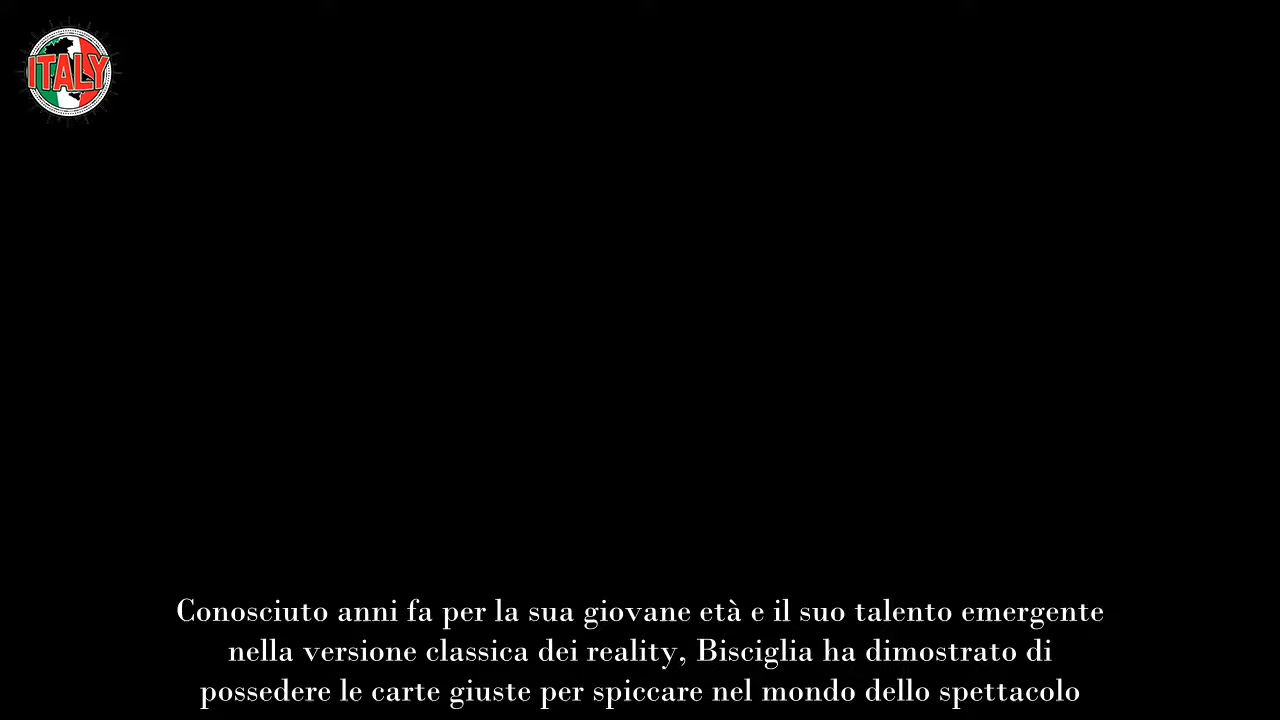 ITALY
Conosciuto anni fa per la sua giovane età e il suo talento emergente
nella versione classica dei reality, Bisciglia ha dimostrato di
possedere le carte giuste per spiccare nel mondo dello spettacolo